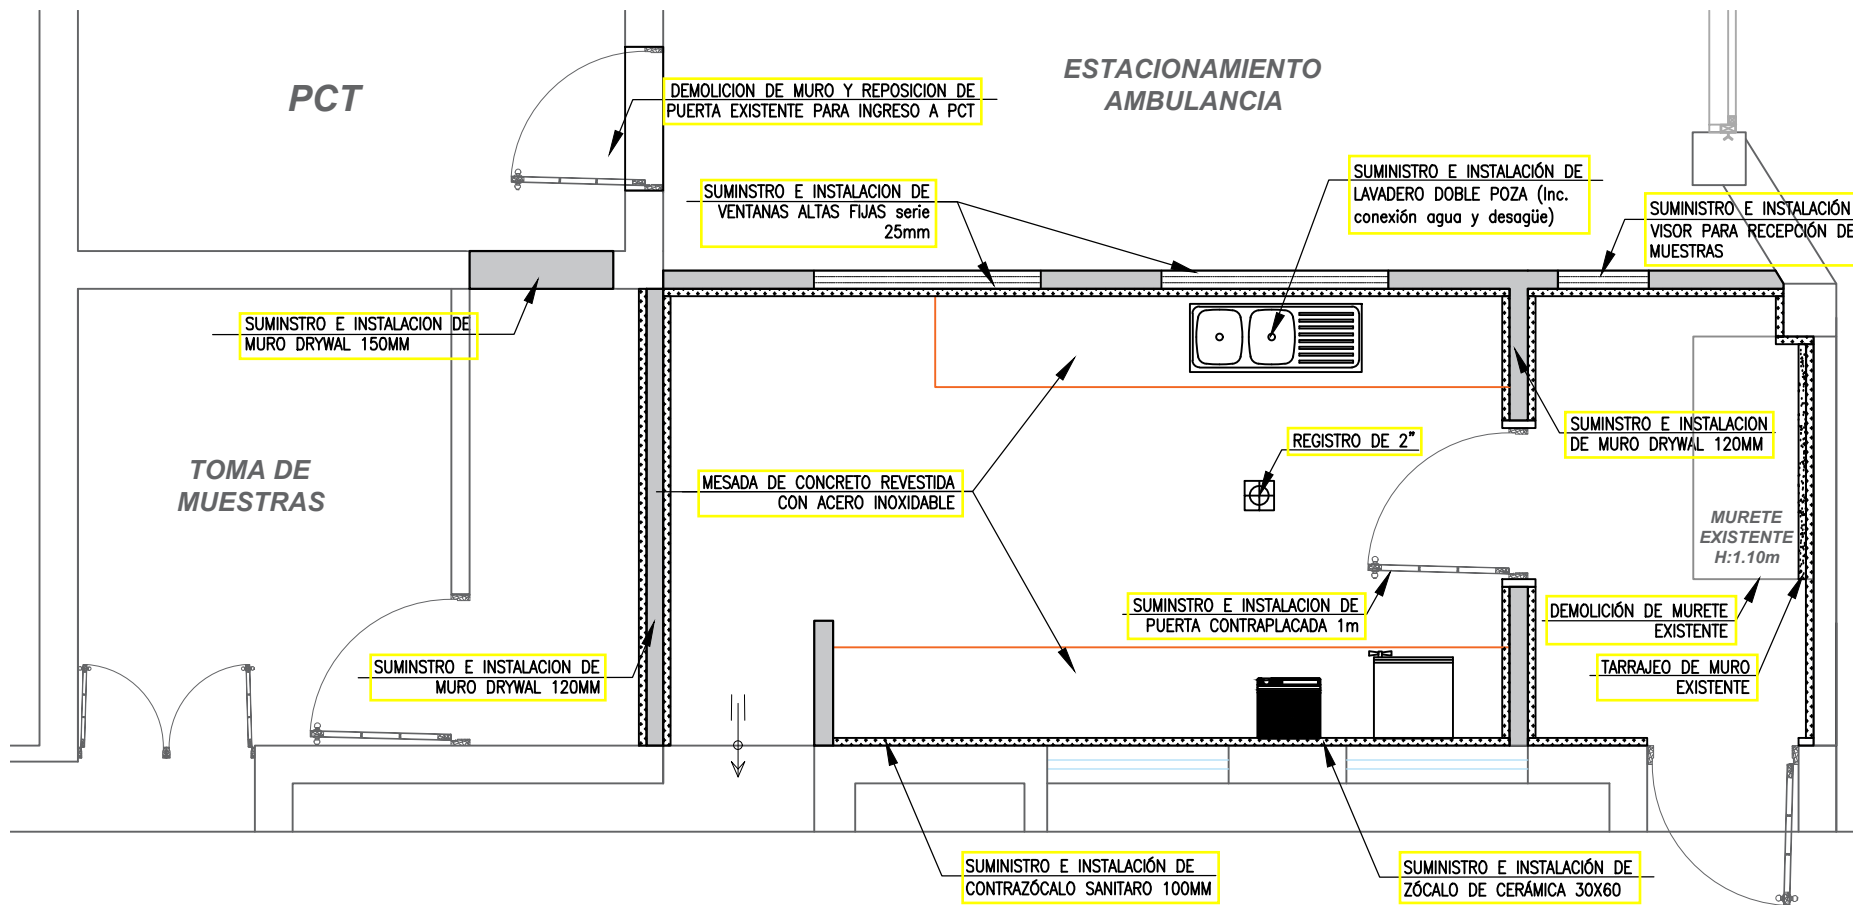 PCT
DEMOLICION DE MURO Y REPOSICION DE
PUERTA EXISTENTE PARA INGRESO A PCT
ESTACIONAMIENTO
AMBULANCIA
SUMINSTRO E INSTALACION DE
VENTANAS ALTAS FIJAS serie
25mm
SUMINISTRO E INSTALACIÓN DE
LAVADERO DOBLE POZA (Inc.
conexión agua y desagüe)
SUMINISTRO E INSTALACIÓN
VISOR PARA RECEPCIÓN DE
MUESTRAS
SUMINSTRO E INSTALACION DE
MURO DRYWAL 150MM
TOMA DE
MUESTRAS
MESADA DE CONCRETO REVESTIDA
CON ACERO INOXIDABLE
REGISTRO DE 2"
SUMINSTRO E INSTALACION
DE MURO DRYWAL 120MM
MURETE
EXISTENTE
H:1.10m
SUMINSTRO E INSTALACION DE
PUERTA CONTRAPLACADA 1m
DEMOLICIÓN DE MURETE
EXISTENTE
SUMINSTRO E INSTALACION DE
MURO DRYWAL 120MM
TARRAJEO DE MURO
EXISTENTE
SUMINISTRO E INSTALACIÓN DE
CONTRAZÓCALO SANITARO 100MM
SUMINISTRO E INSTALACIÓN DE
ZÓCALO DE CERÁMICA 30X60